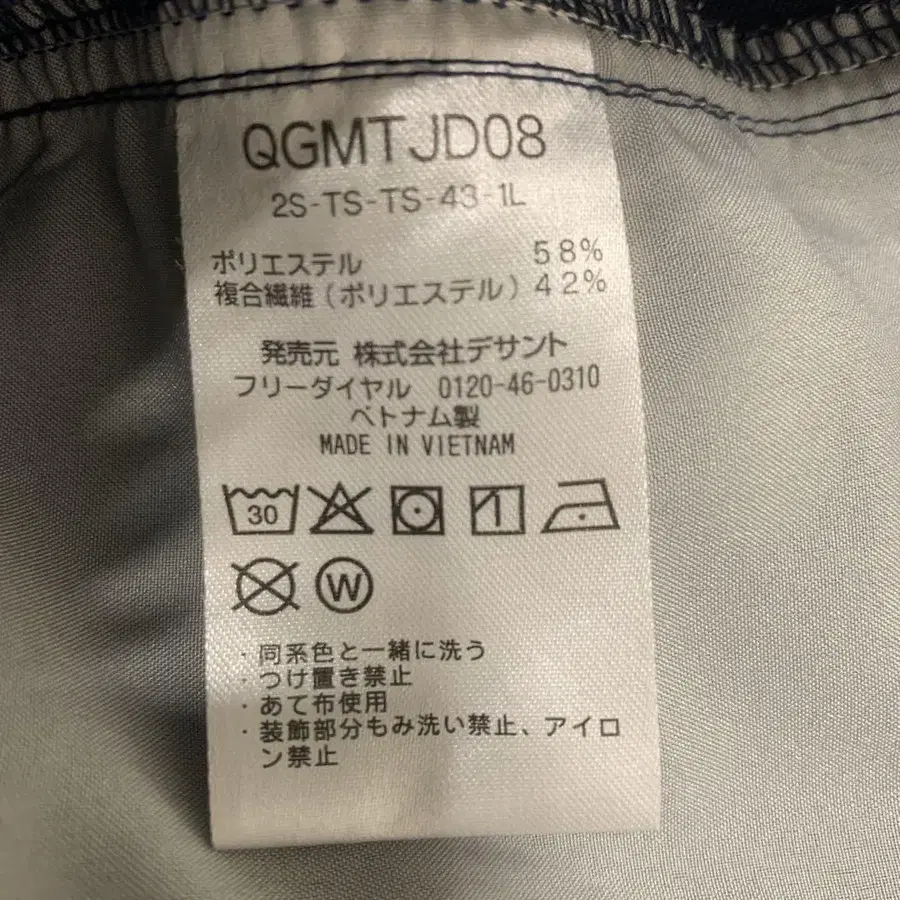 QGMTJD08
2S-TS-TS-43-1L
ポリエステル 58%
複合繊維(ポリエステル) 42%
発売元 株式会社デサント
フリーダイヤル 0120-46-0310
ベトナム製
MADE IN VIETNAM
30
W
・同系色と一緒に洗う
・つけ置き禁止
・あて布使用
・装飾部分もみ洗い禁止、アイロ
ン禁止